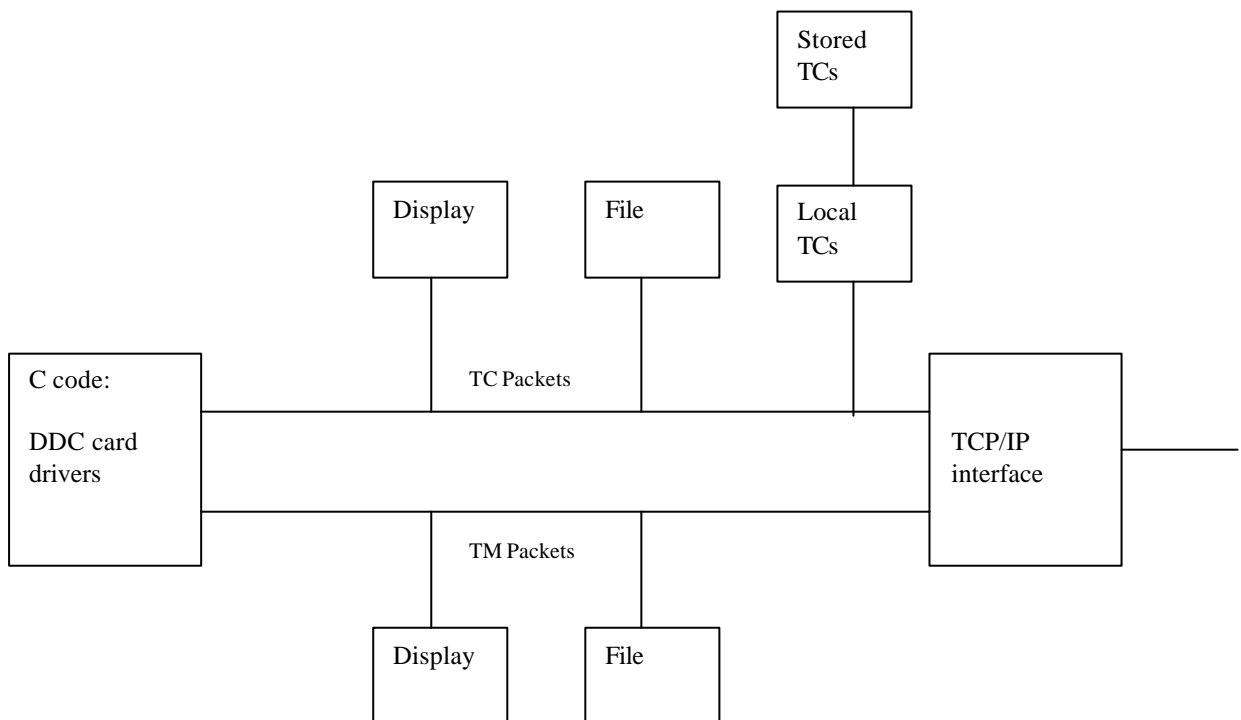 Stored
TCs
Display
File
Local
TCs
C code:
TC Packets
DDC card
drivers
TCP/IP
interface
TM Packets
Display
File